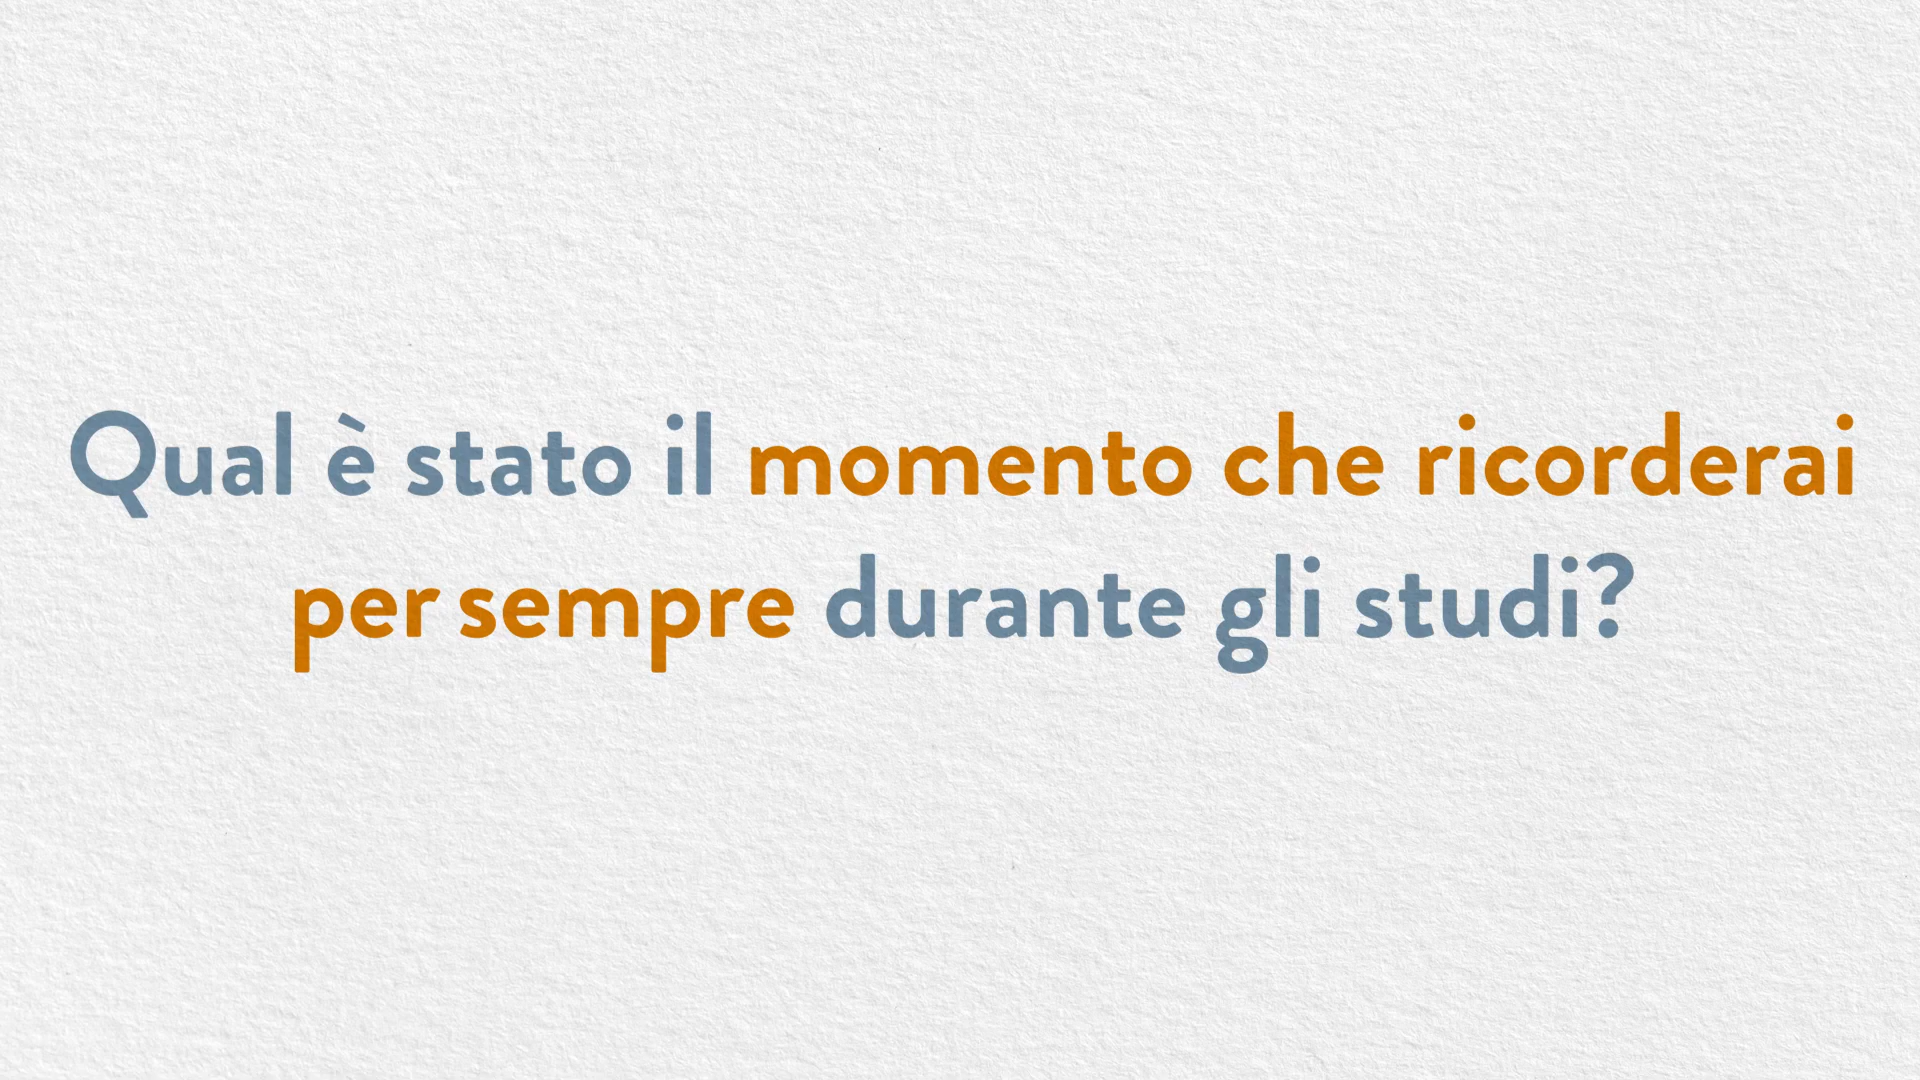 Qual è stato il momento che ricorderai
per sempre durante gli studi?